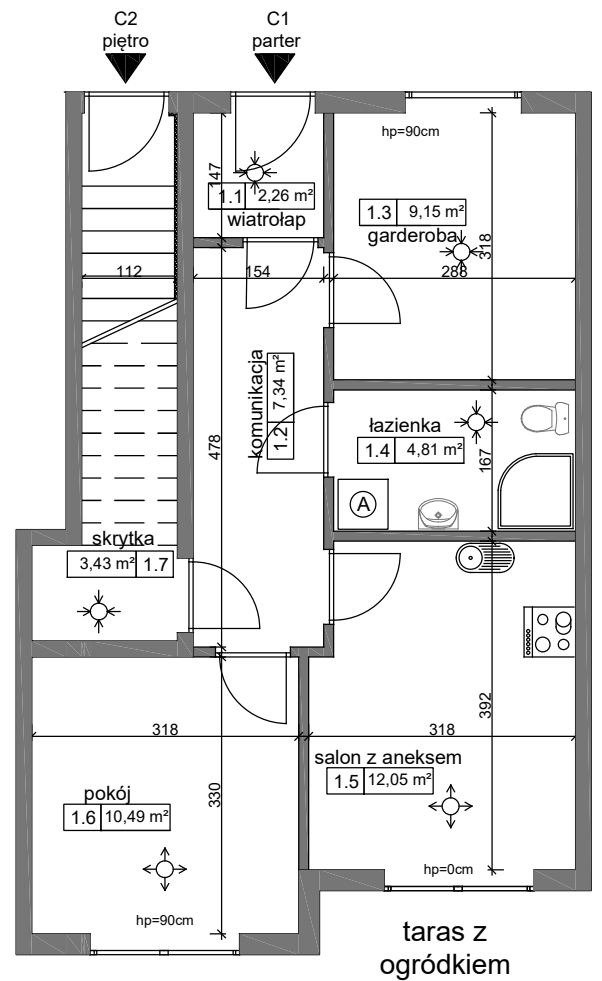 C2
piętro
C1
parter
hp=90cm
147
1.1 2,26 m²
wiatrołap
1.3 9,15 m²
garderoba
318
112
154
288
komunikacja
1.2 7,34 m²
478
łazienka
1.4 4,81 m²
167
A
skrytka
3,43 m² 1.7
392
318
318
salon z aneksem
1.5 12,05 m²
pokój
1.6 10,49 m²
330
hp=0cm
hp=90cm
taras z
ogródkiem